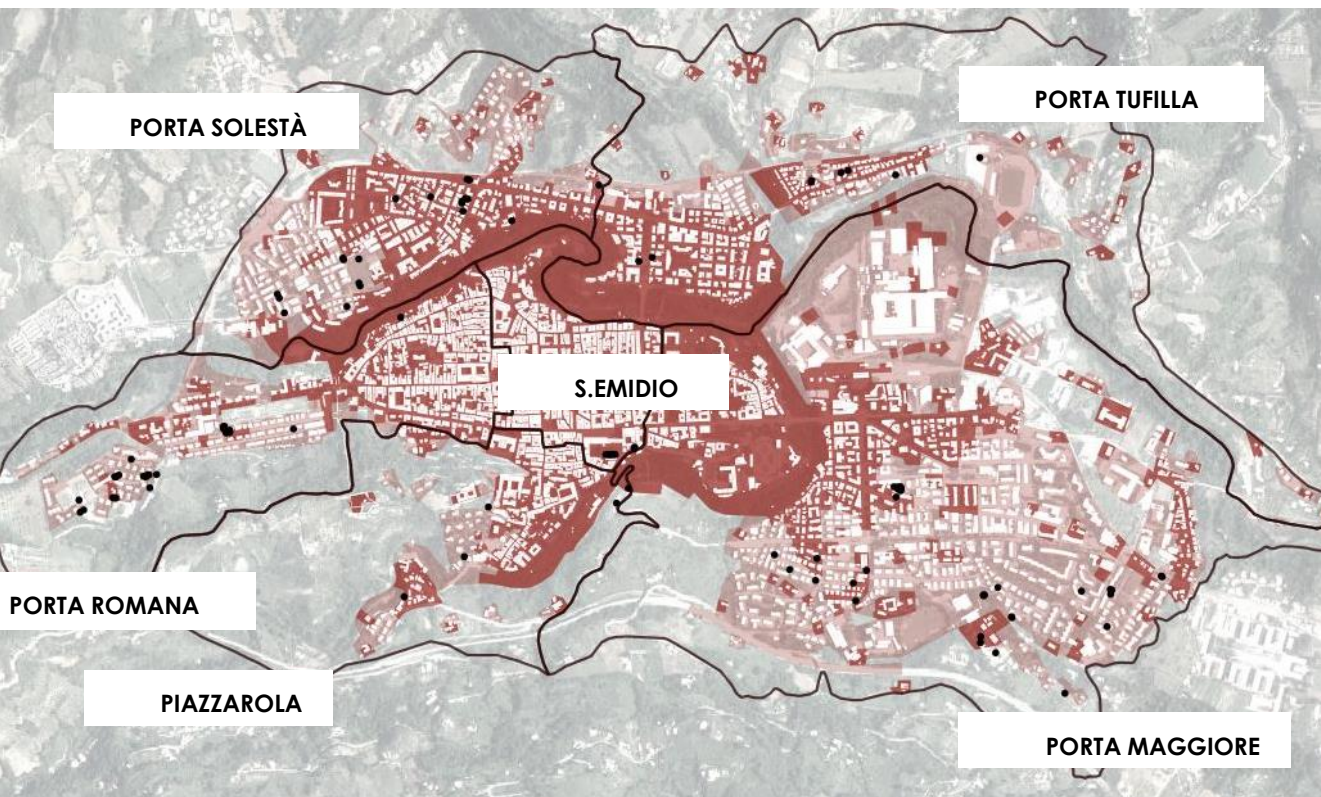 PORTA TUFILLA
PORTA SOLESTÀ
S.EMIDIO
PORTA ROMANA
PIAZZAROLA
PORTA MAGGIORE